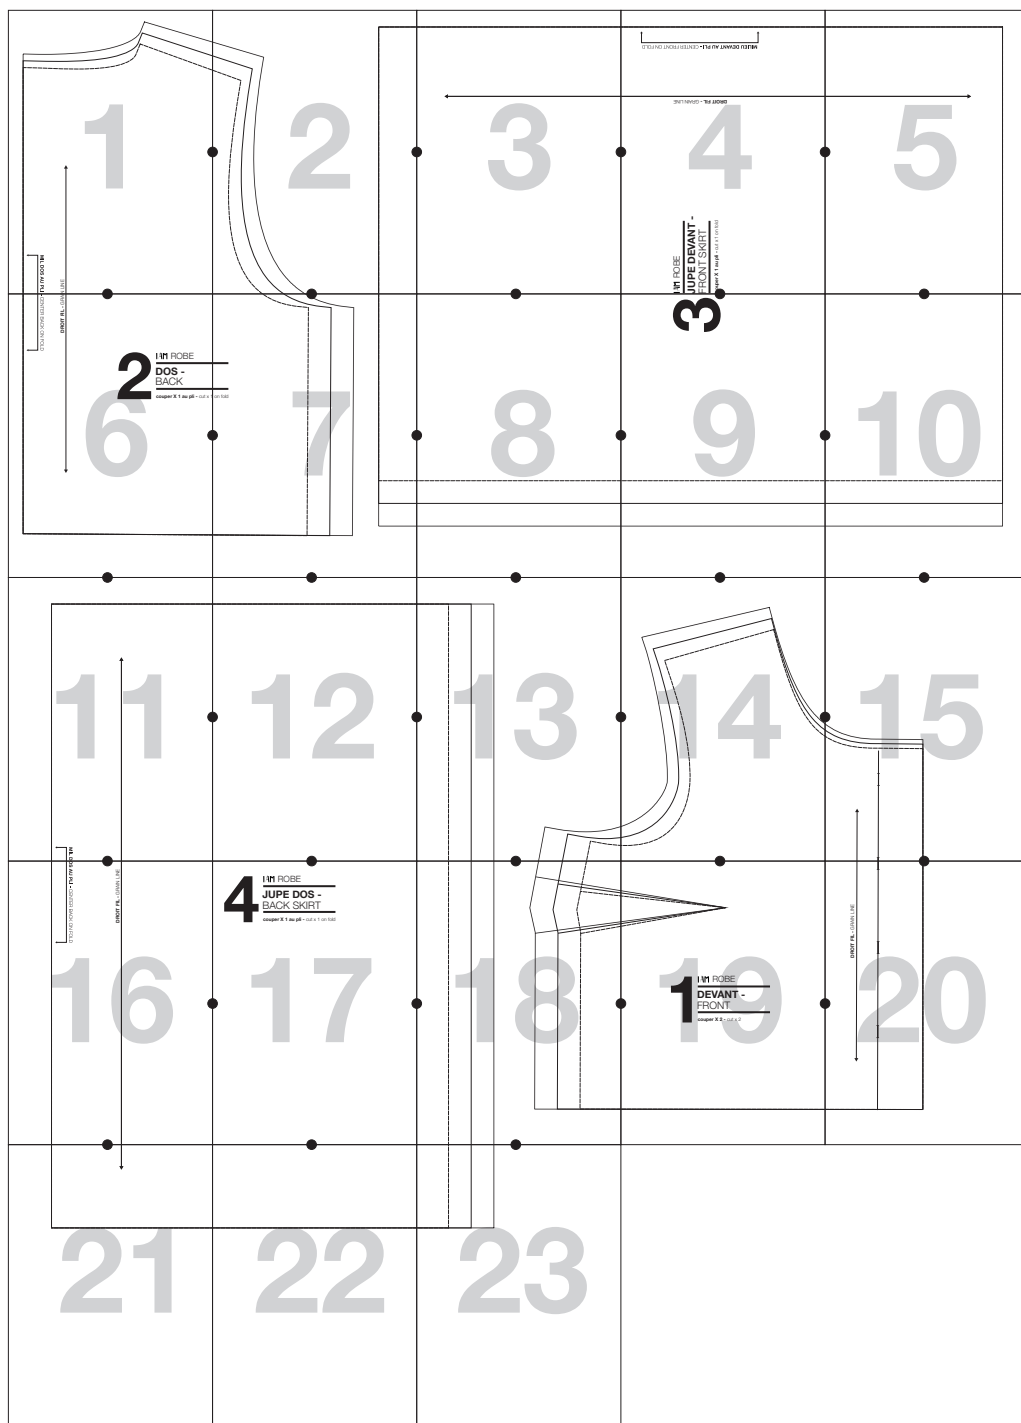 1
2
3
4
5
MILIEU DEVANT AU PLI - CENTER FRONT ON FOLD
DROIT FIL - GRAIN LINE
3
I AM ROBE
JUPE DEVANT -
FRONT SKIRT
couper X 1 au pli - cut x 1 on fold
MIL DOS AU PLI - CENTER BACK ON FOLD
DROIT FIL - GRAIN LINE
2
I AM ROBE
DOS -
BACK
couper X 1 au pli - cut x 1 on fold
6
7
8
9
10
11
12
13
14
15
MIL DOS AU PLI - CENTER BACK ON FOLD
DROIT FIL - GRAIN LINE
4
I AM ROBE
JUPE DOS -
BACK SKIRT
couper X 1 au pli - cut x 1 on fold
DROIT FIL - GRAIN LINE
1
I AM ROBE
DEVANT -
FRONT
couper X 2 - cut x 2
16
17
18
19
20
21
22
23